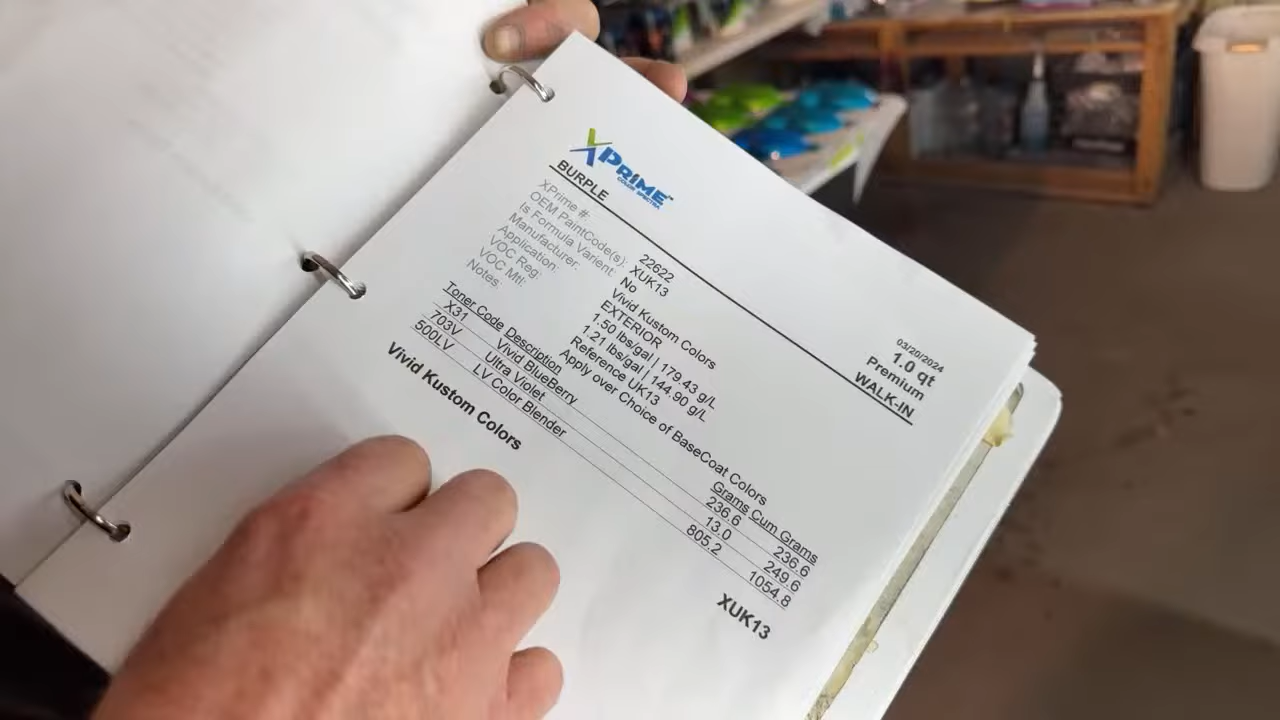 XPRIME
BURPLE
03/20/2024
1.0 qt
Premium
WALK-IN
XPrime #: 22622
OEM PaintCode(s): XUK13
Is Formula Varient: No
Manufacturer: Vivid Kustom Colors
Application: EXTERIOR
VOC Reg: 1.50 lbs/gal | 179.43 g/L
VOC Mtl: 1.21 lbs/gal | 144.90 g/L
Notes: Reference UK13
Apply over Choice of BaseCoat Colors
Toner Code Description Grams Cum Grams
X31 Vivid BlueBerry 236.6 236.6
703V Ultra Violet 13.0 249.6
500LV LV Color Blender 805.2 1054.8
Vivid Kustom Colors XUK13